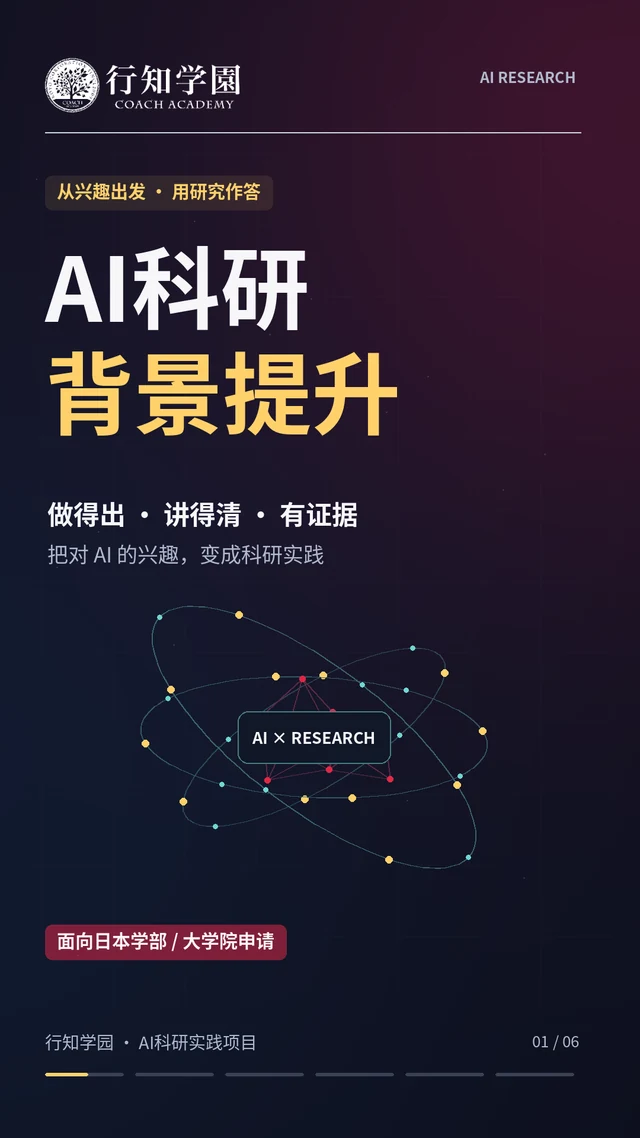 行知学園
COACH ACADEMY
COACH
AI RESEARCH
从兴趣出发 · 用研究作答
AI科研
背景提升
做得出 · 讲得清 · 有证据
把对 AI 的兴趣，变成科研实践
AI × RESEARCH
面向日本学部 / 大学院申请
行知学园 · AI科研实践项目
01 / 06